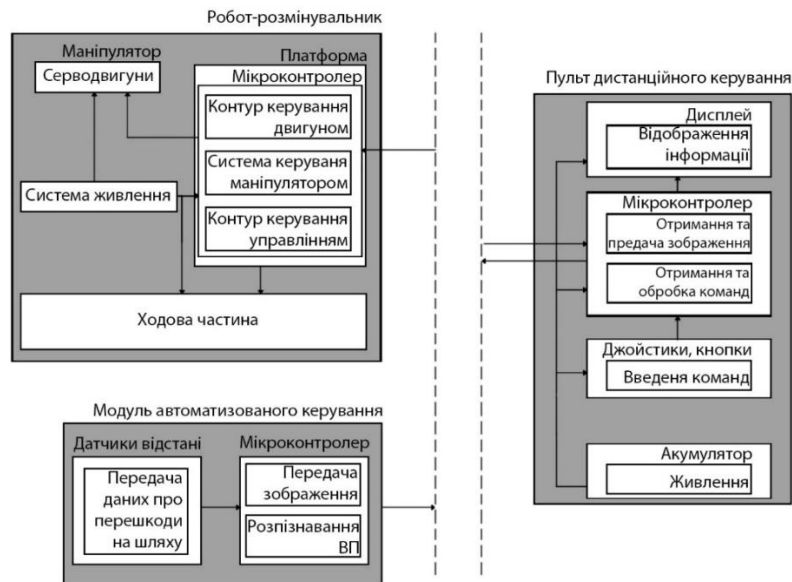 Робот-розмінувальник
Маніпулятор
Серводвигуни
Платформа
Мікроконтролер
Контур керування
двигуном
Система керуваня
маніпулятором
Контур керування
управлінням
Система живлення
Ходова частина
Модуль автоматизованого керування
Датчики відстані
Передача
даних про
перешкоди
на шляху
Мікроконтролер
Передача
зображення
Розпізнавання
ВП
Пульт дистанційного керування
Дисплей
Відображення
інформації
Мікроконтролер
Отримання та
предача зображення
Отримання та
обробка команд
Джойстики, кнопки
Введеня команд
Акумулятор
Живлення